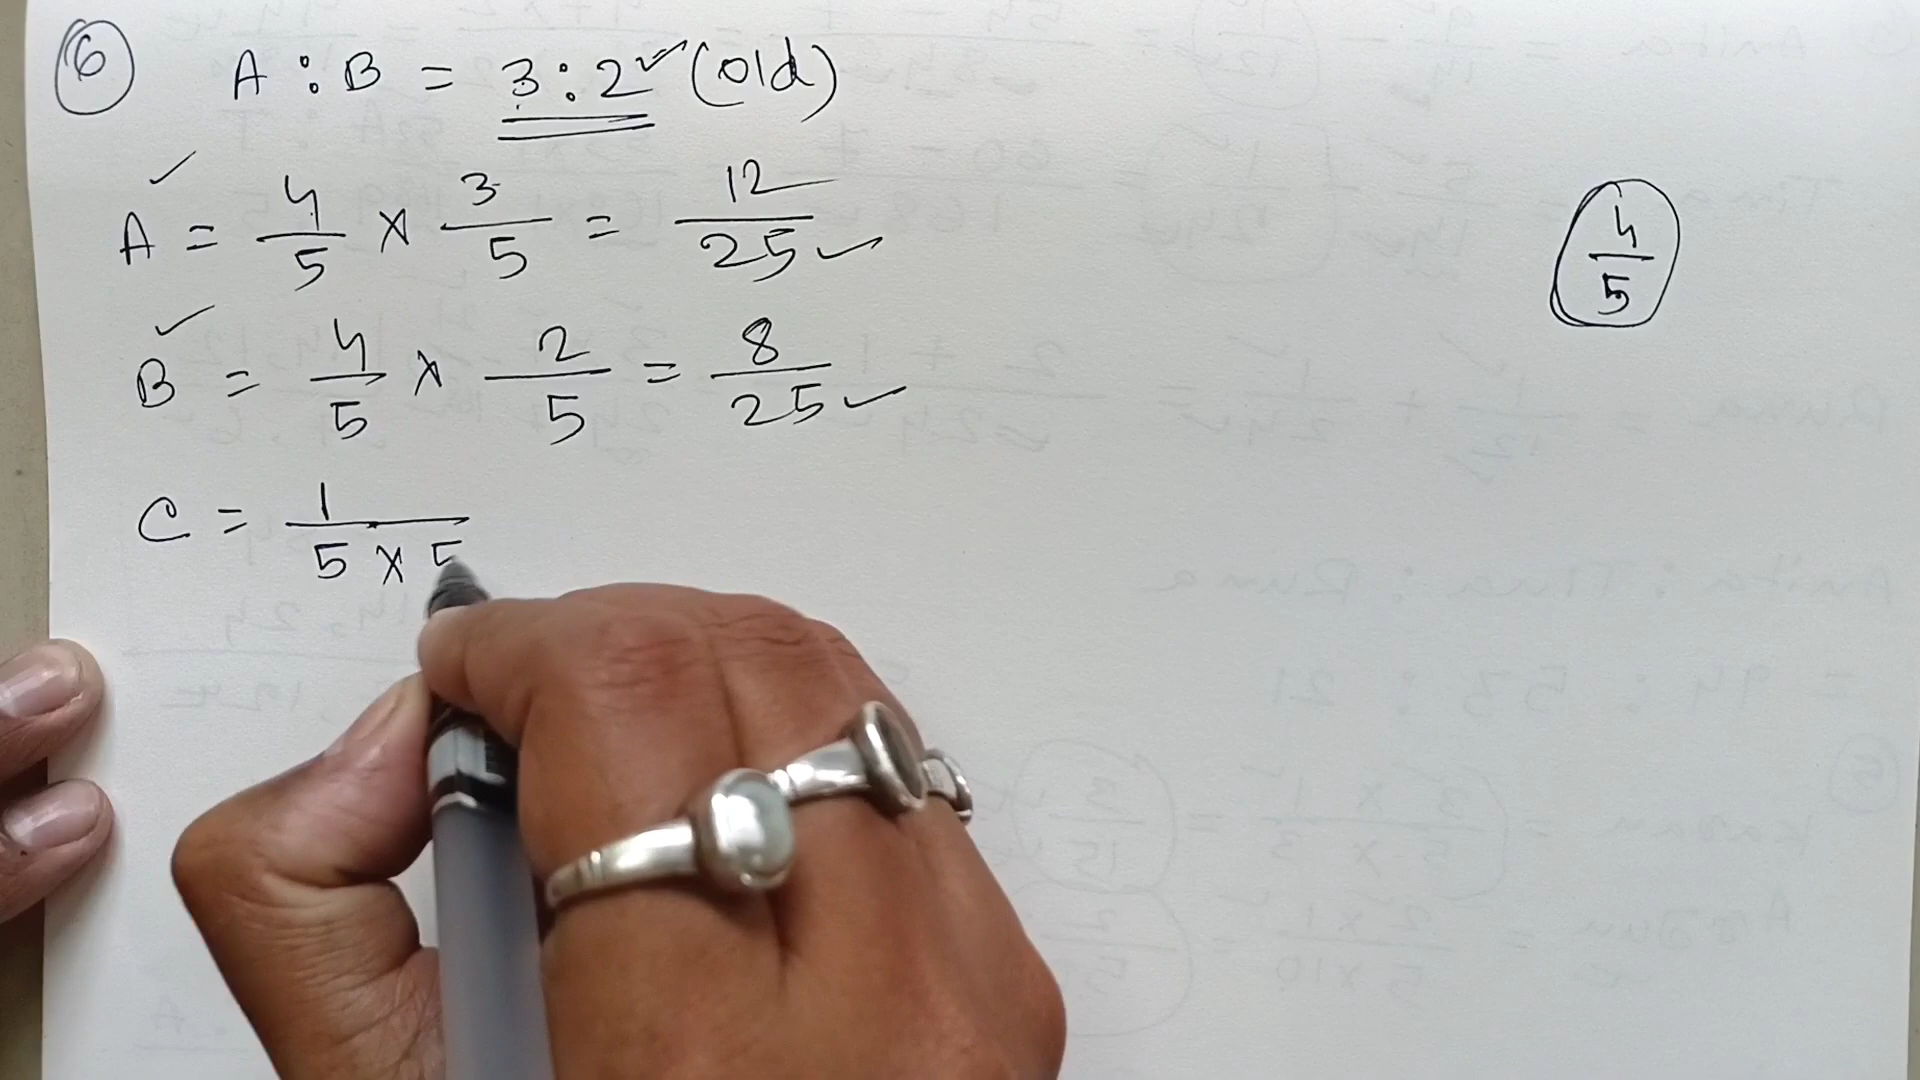 6 A : B = 3 : 2 ✓ (old)
✓ A = 4/5 × 3/5 = 12/25 ✓
4/5
✓ B = 4/5 × 2/5 = 8/25 ✓
C = 1/5 × 5